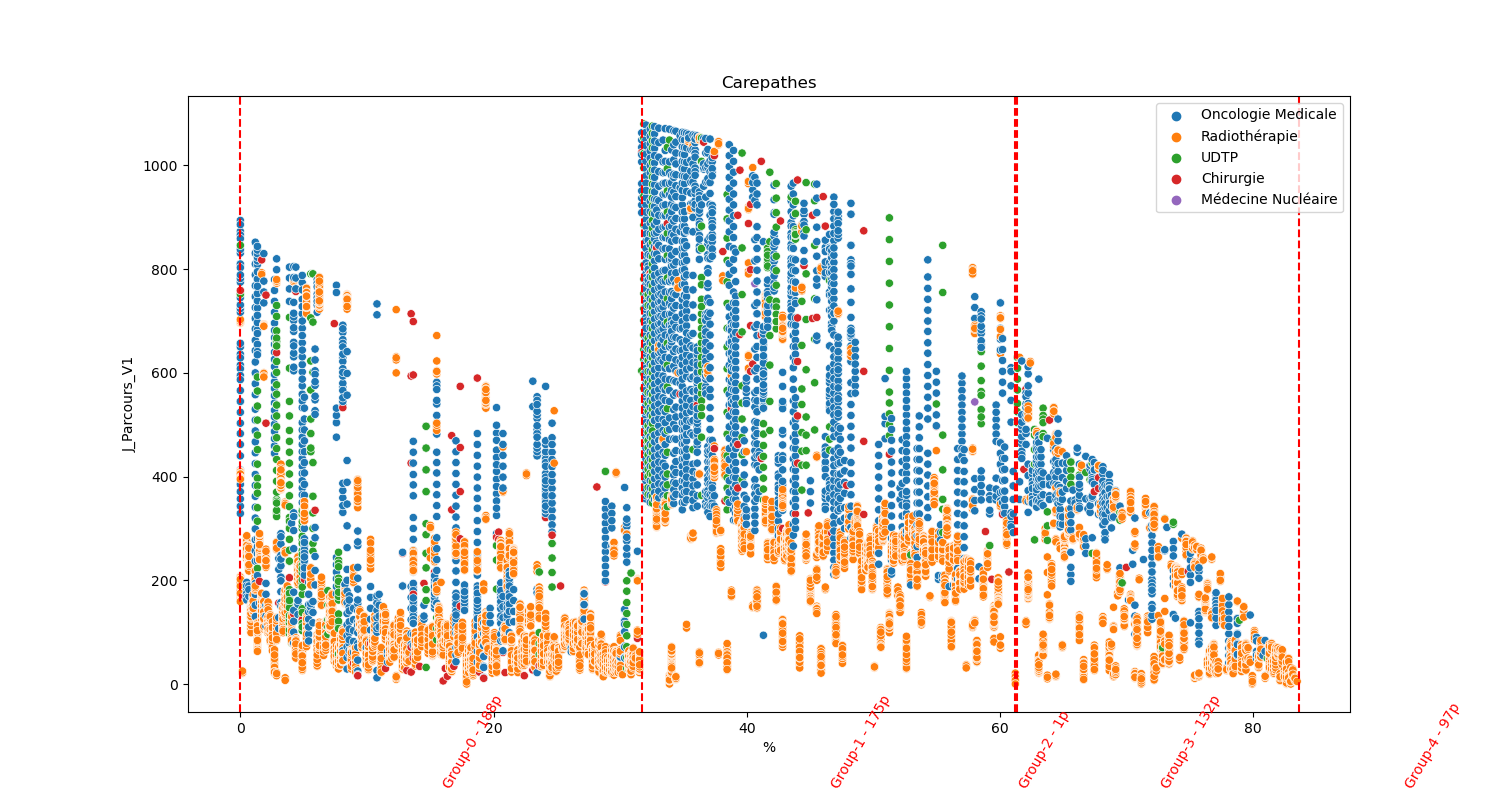 Carepathes
Oncologie Medicale
Radiothérapie
UDTP
Chirurgie
Médecine Nucléaire
J_Parcours_V1
1000
800
600
400
200
0
0
20
40
60
80
%
Group-0 - 188p
Group-1 - 175p
Group-2 - 1p
Group-3 - 132p
Group-4 - 97p